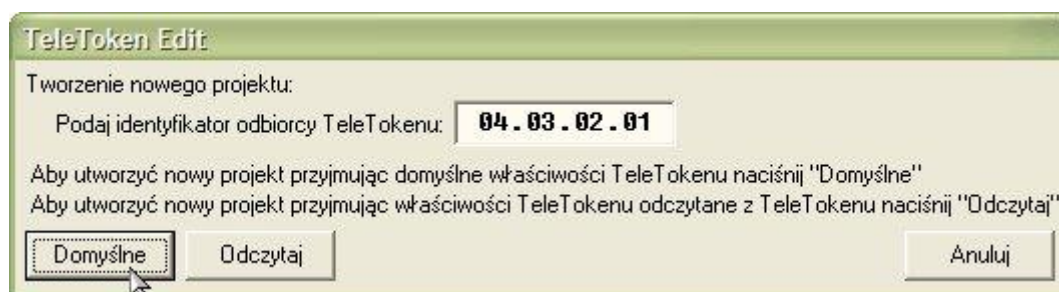 TeleToken Edit
Tworzenie nowego projektu:
Podaj identyfikator odbiorcy TeleTokenu: 04.03.02.01
Aby utworzyć nowy projekt przyjmując domyślne właściwości TeleTokenu naciśnij "Domyślne"
Aby utworzyć nowy projekt przyjmując właściwości TeleTokenu odczytane z TeleTokenu naciśnij "Odczytaj"
Domyślne Odczytaj Anuluj